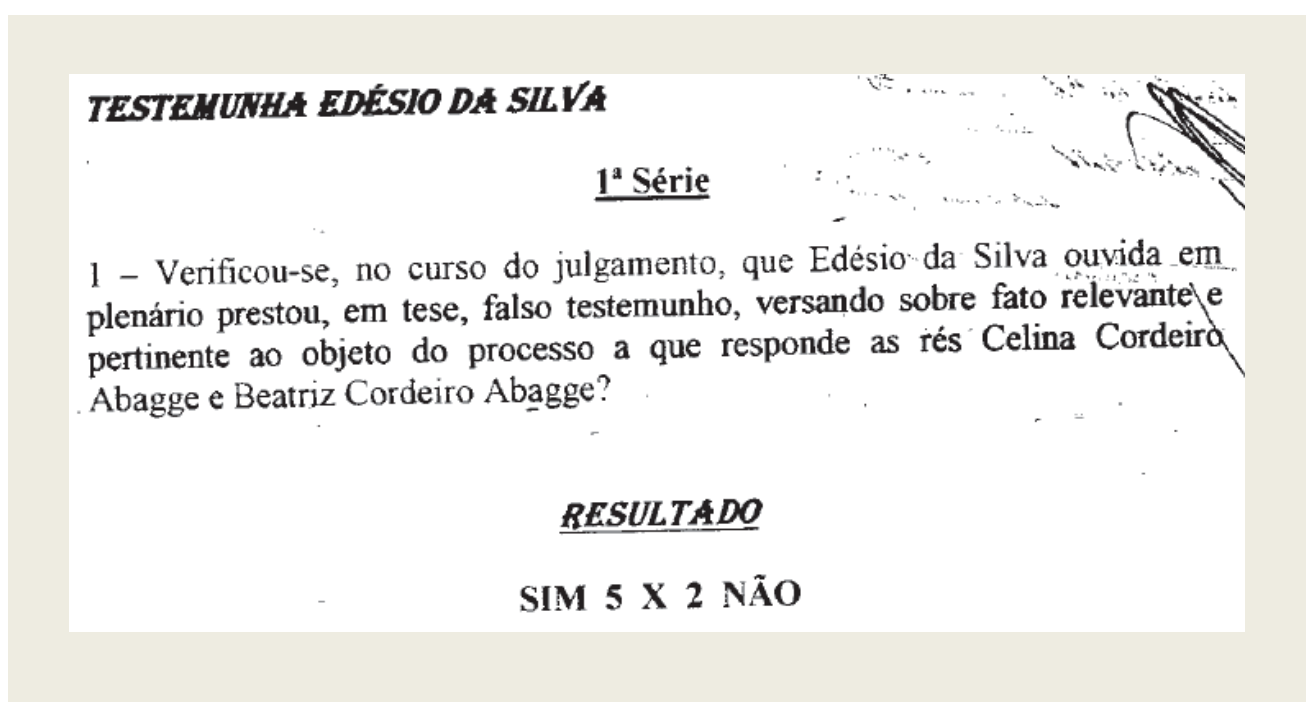 TESTEMUNHA EDÉSIO DA SILVA
1ª Série
1 – Verificou-se, no curso do julgamento, que Edésio da Silva ouvida em
plenário prestou, em tese, falso testemunho, versando sobre fato relevante e
pertinente ao objeto do processo a que responde as rés Celina Cordeiro
Abagge e Beatriz Cordeiro Abagge?
RESULTADO
SIM 5 X 2 NÃO